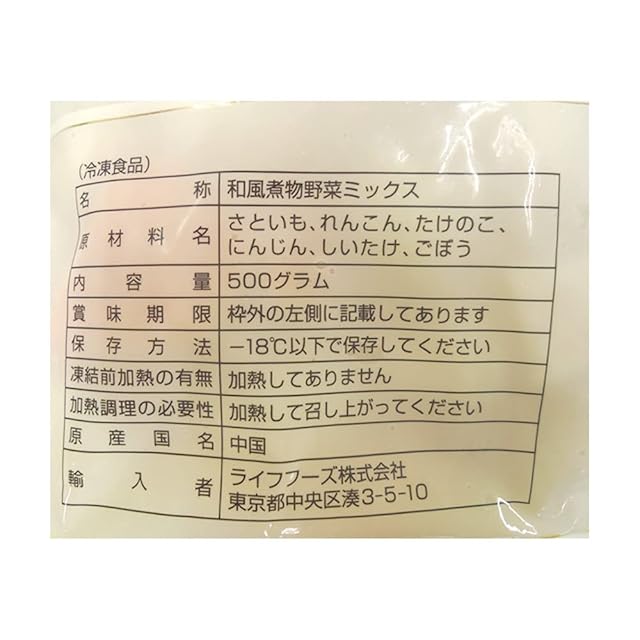 (冷凍食品)
名称 和風煮物野菜ミックス
原材料名 さといも、れんこん、たけのこ、
にんじん、しいたけ、ごぼう
内容量 500グラム
賞味期限 枠外の左側に記載してあります
保存方法 −18℃以下で保存してください
凍結前加熱の有無 加熱してありません
加熱調理の必要性 加熱して召し上がってください
原産国名 中国
輸入者 ライフフーズ株式会社
東京都中央区湊3-5-10